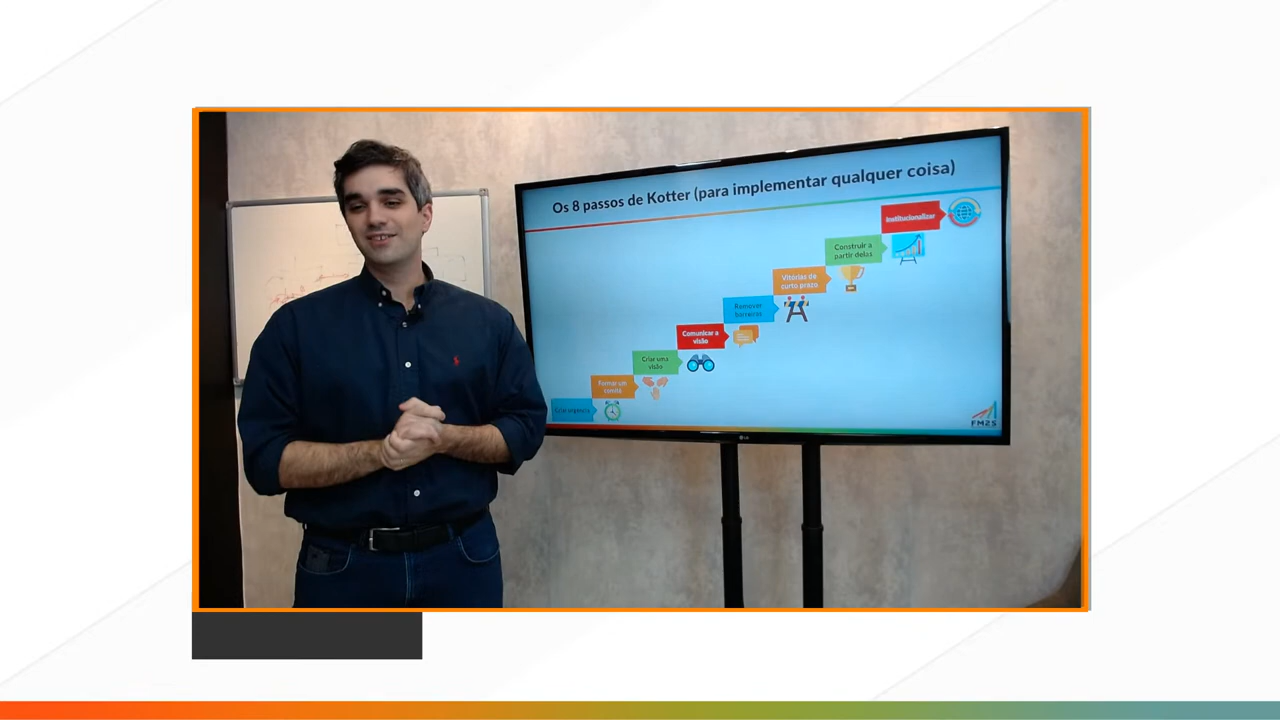 Os 8 passos de Kotter (para implementar qualquer coisa)
Institucionalizar
Construir a
partir delas
Vitórias de
curto prazo
Remover
barreiras
Comunicar a
visão
Criar uma
visão
Formar um
comitê
Criar urgência
FM2S
LG